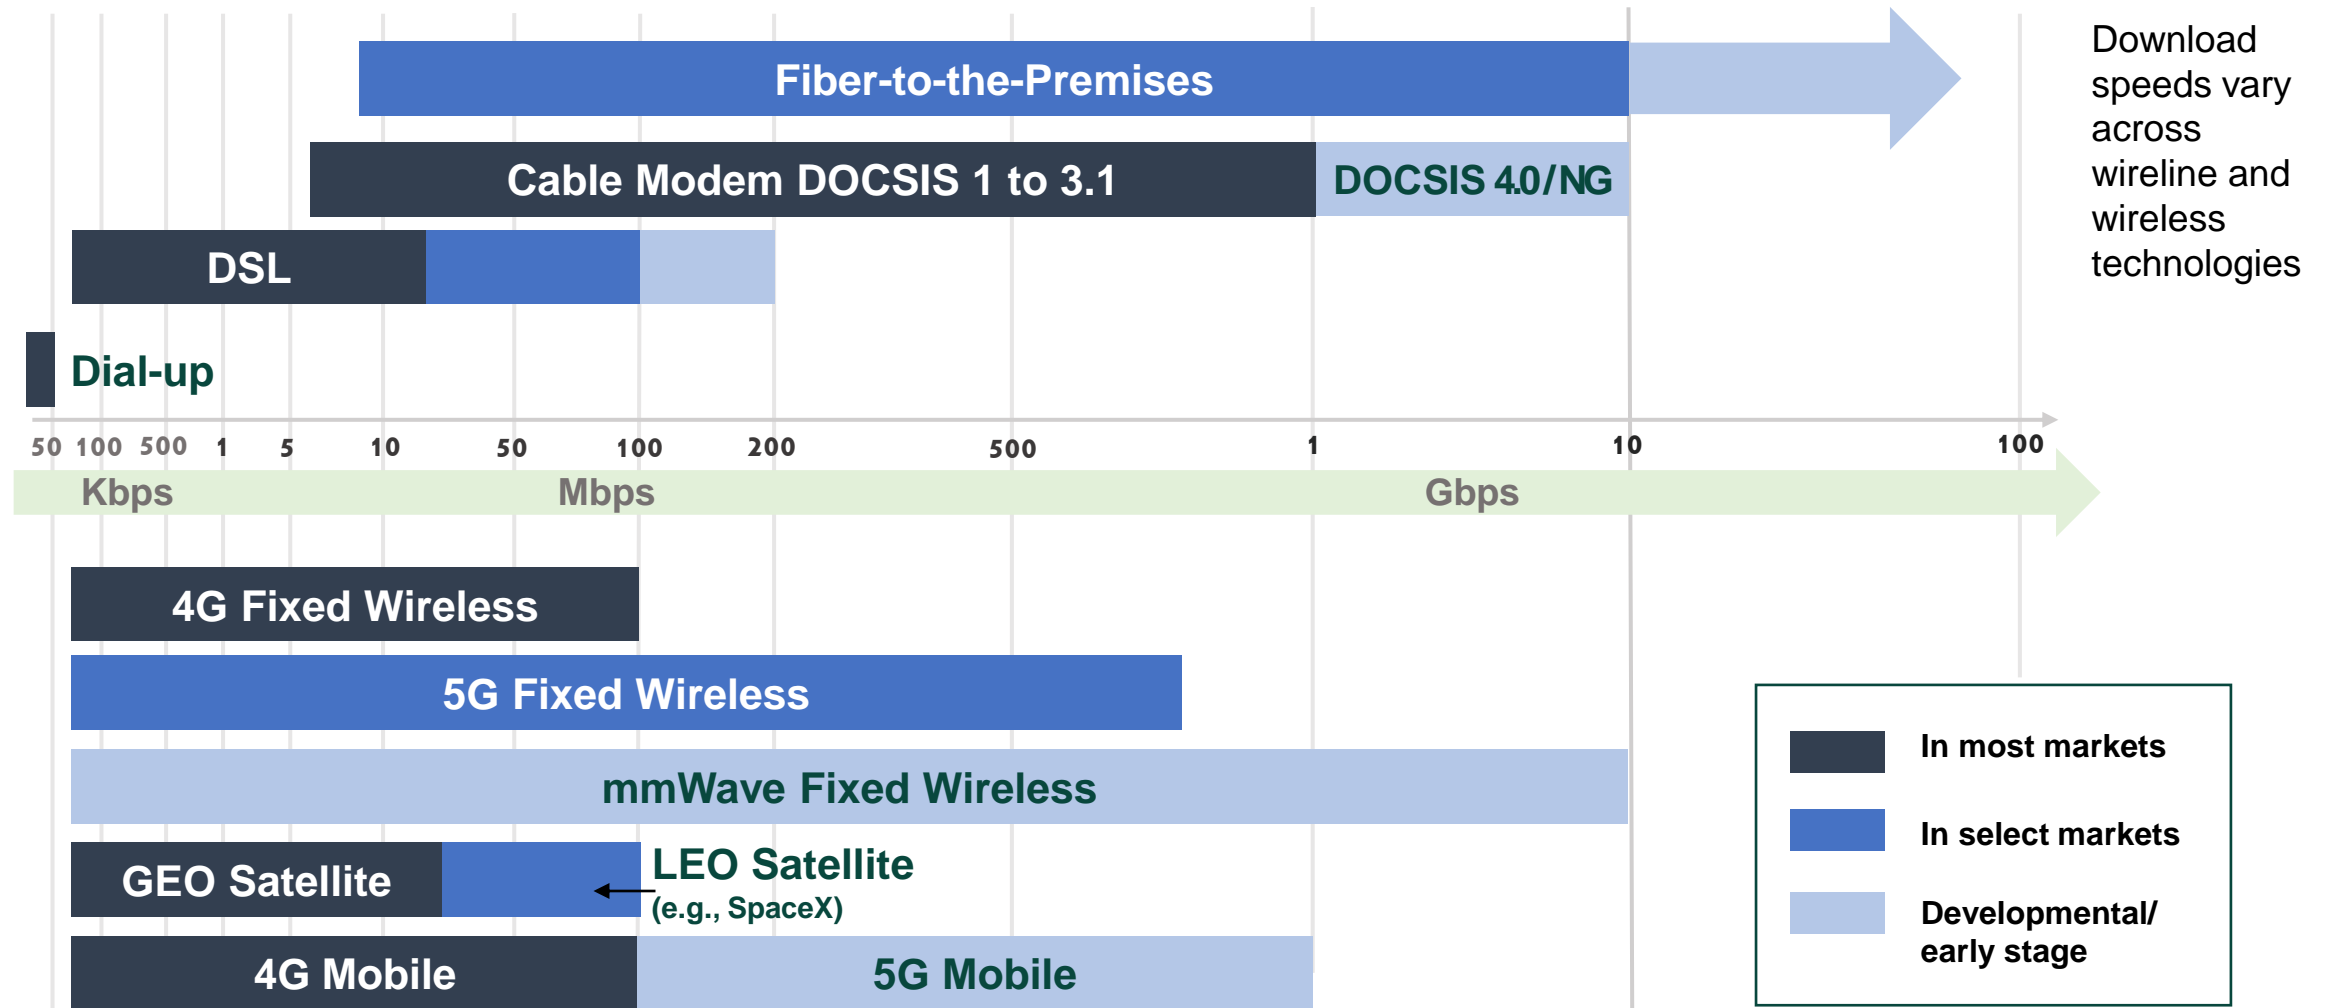 Fiber-to-the-Premises
Download
speeds vary
across
wireline and
wireless
technologies
Cable Modem DOCSIS 1 to 3.1
DOCSIS 4.0/NG
DSL
Dial-up
50 100 500 1 5 10 50 100 200 500 1 10 100
Kbps Mbps Gbps
4G Fixed Wireless
5G Fixed Wireless
mmWave Fixed Wireless
GEO Satellite
LEO Satellite
(e.g., SpaceX)
4G Mobile
5G Mobile
In most markets
In select markets
Developmental/
early stage